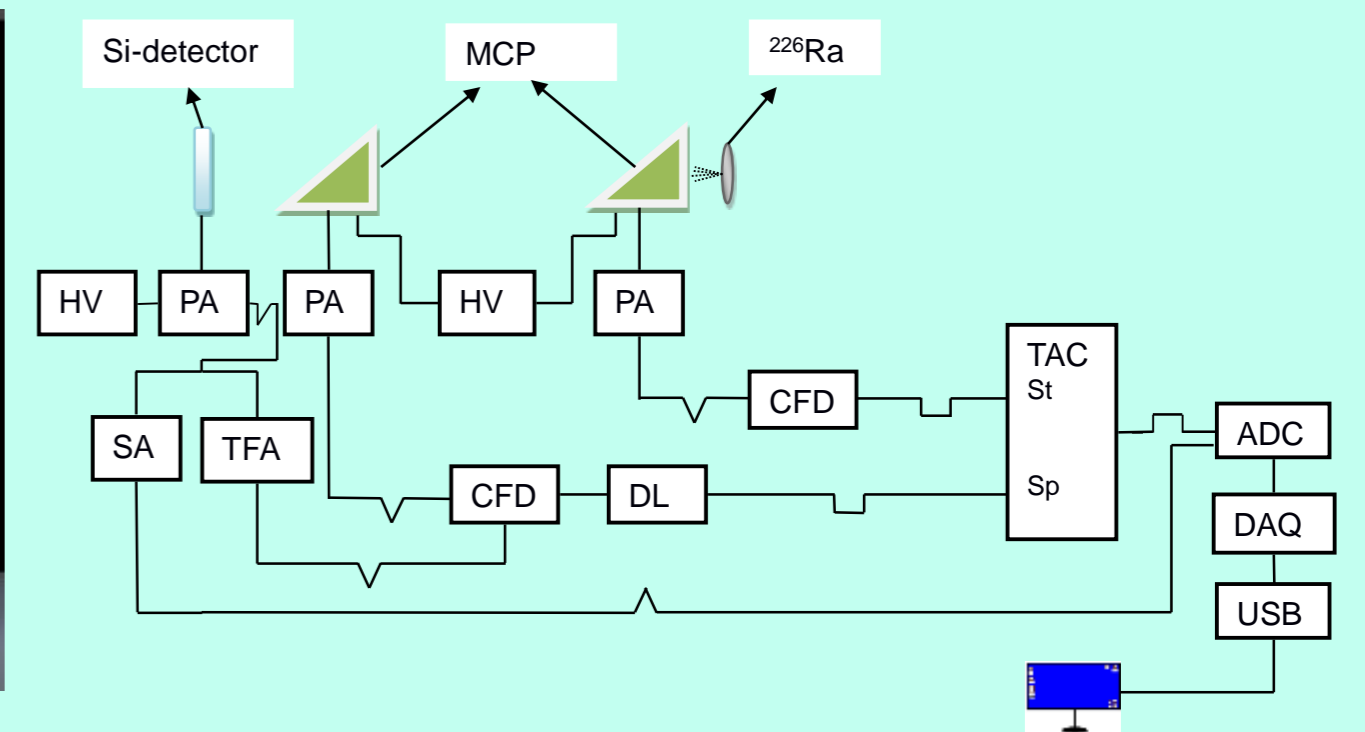 Si-detector
MCP
²²⁶Ra
HV
PA
PA
HV
PA
TAC
St
CFD
ADC
SA
TFA
CFD
DL
Sp
DAQ
USB